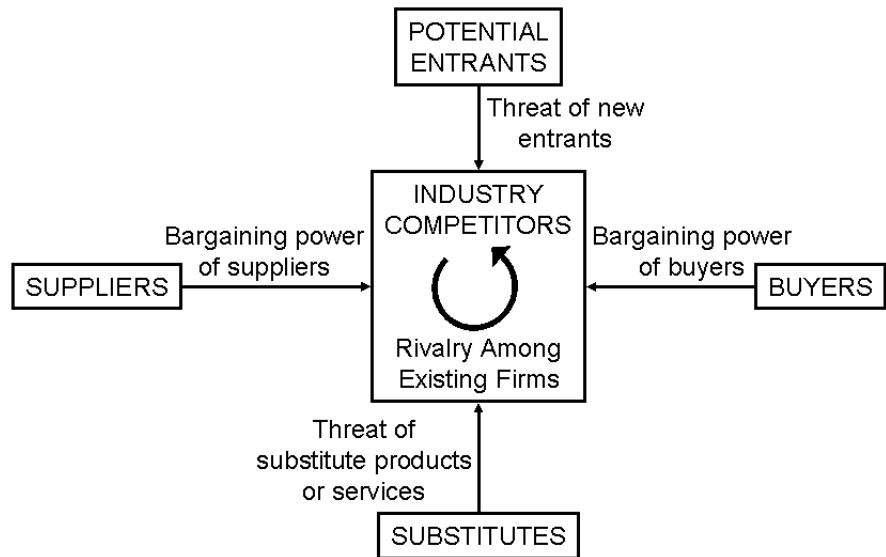 POTENTIAL
ENTRANTS
Threat of new
entrants
INDUSTRY
COMPETITORS
Bargaining power
of suppliers
Bargaining power
of buyers
SUPPLIERS
BUYERS
Rivalry Among
Existing Firms
Threat of
substitute products
or services
SUBSTITUTES